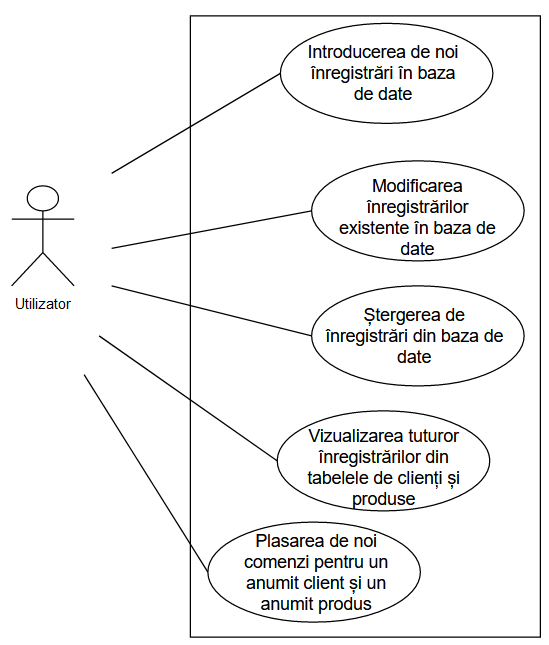 Introducerea de noi
înregistrări în baza
de date
Modificarea
înregistrărilor
existente în baza de
date
Utilizator
Ștergerea de
înregistrări din baza de
date
Vizualizarea tuturor
înregistrărilor din
tabelele de clienți și
produse
Plasarea de noi
comenzi pentru un
anumit client și un
anumit produs